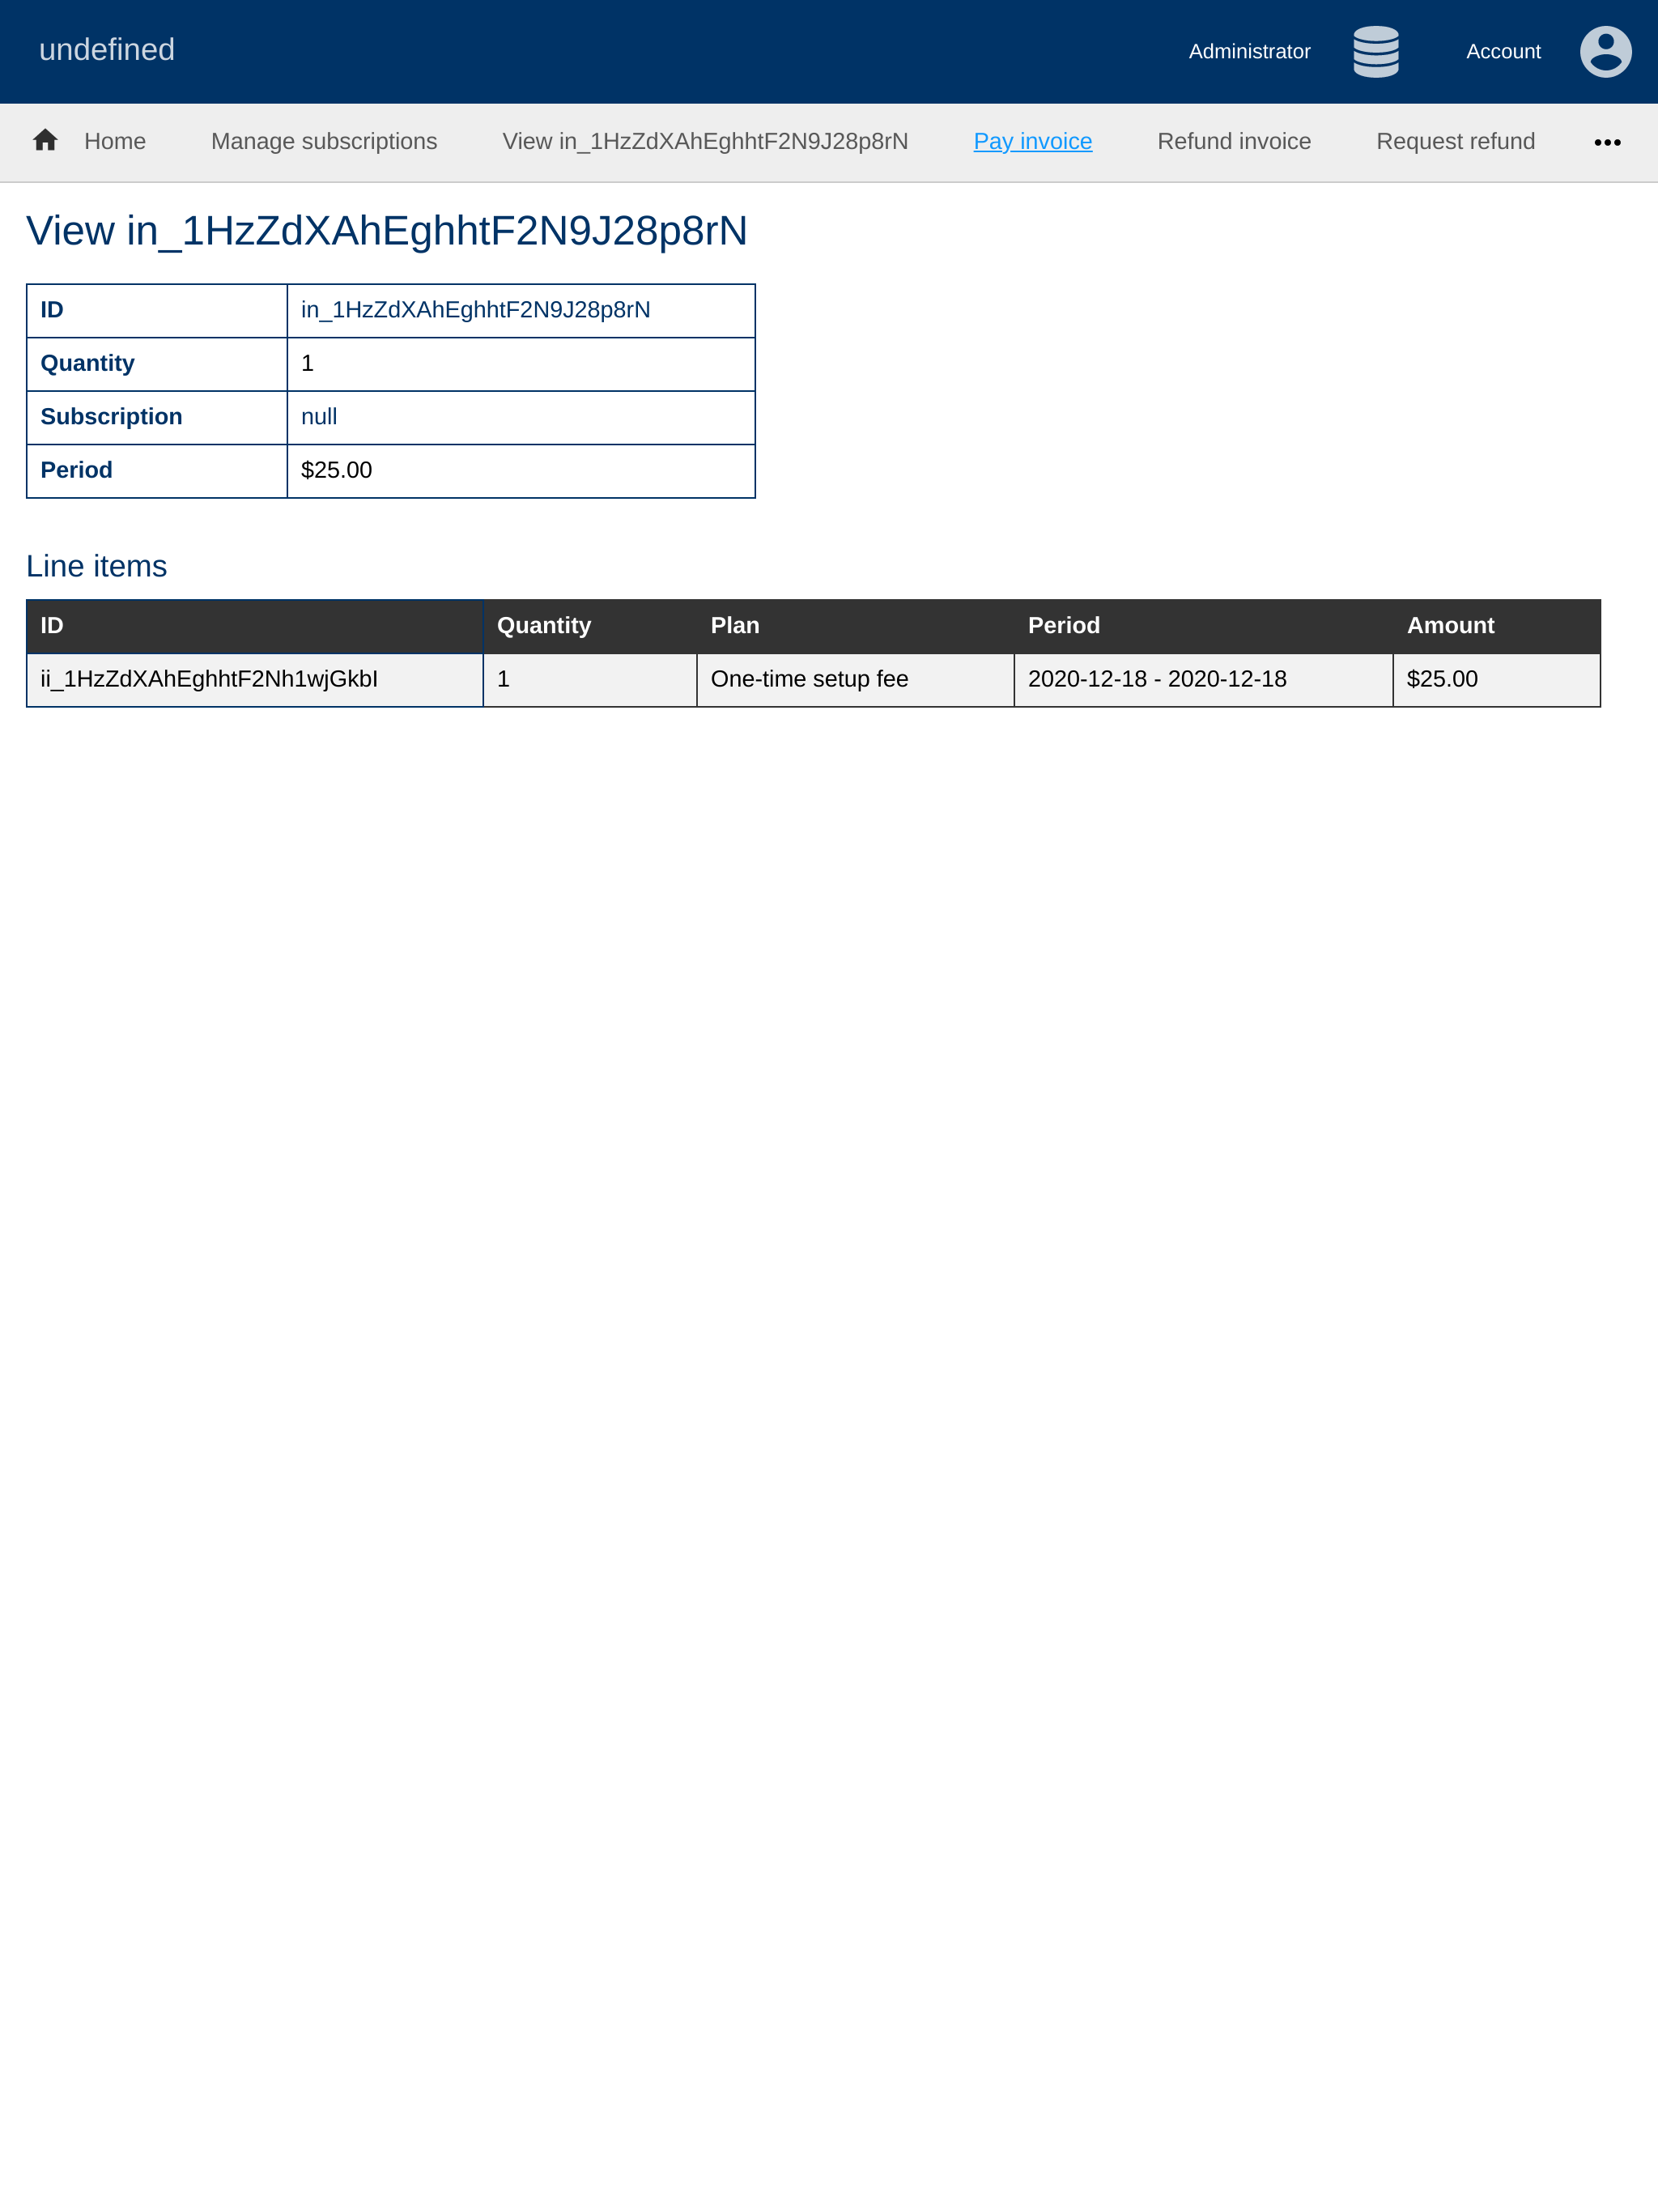 undefined
Administrator Account
Home Manage subscriptions View in_1HzZdXAhEghhtF2N9J28p8rN Pay invoice Refund invoice Request refund •••
View in_1HzZdXAhEghhtF2N9J28p8rN
ID in_1HzZdXAhEghhtF2N9J28p8rN
Quantity 1
Subscription null
Period $25.00
Line items
ID Quantity Plan Period Amount
ii_1HzZdXAhEghhtF2Nh1wjGkbI 1 One-time setup fee 2020-12-18 - 2020-12-18 $25.00